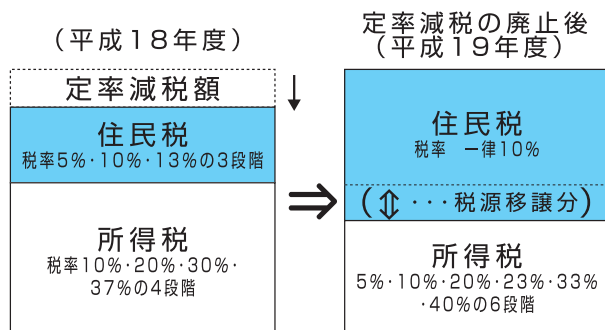 (平成18年度)
定率減税額
住民税
税率5%・10%・13%の3段階
所得税
税率10%・20%・30%・
37%の4段階
定率減税の廃止後
(平成19年度)
住民税
税率 一律10%
(⇕・・・税源移譲分)
所得税
5%・10%・20%・23%・33%
・40%の6段階